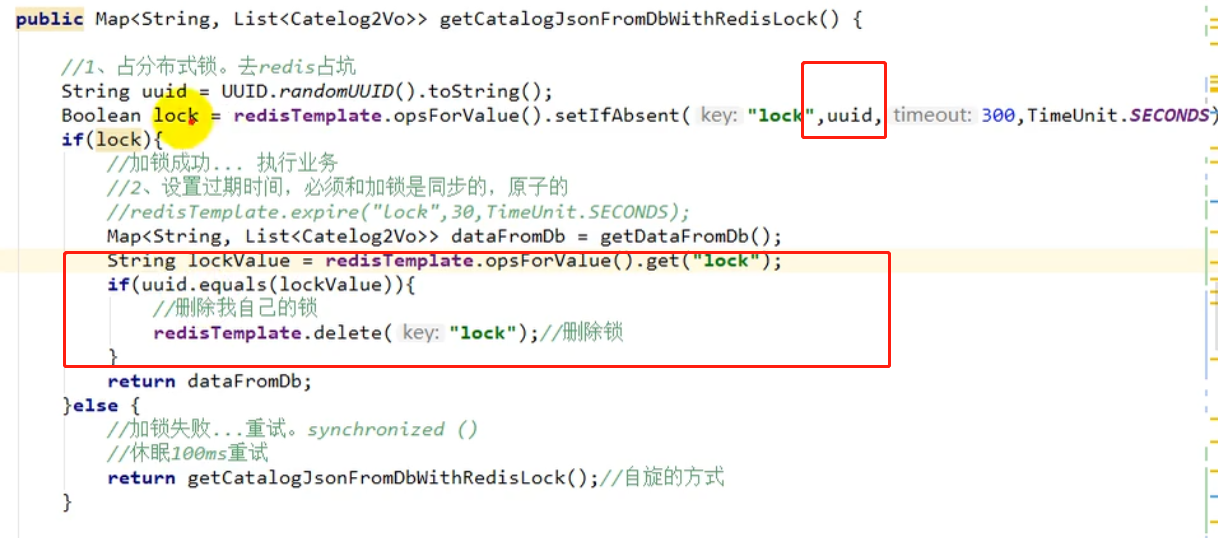 public Map<String, List<Catelog2Vo>> getCatalogJsonFromDbWithRedisLock() {
//1、占分布式锁。去redis占坑
String uuid = UUID.randomUUID().toString();
Boolean lock = redisTemplate.opsForValue().setIfAbsent( key: "lock",uuid, timeout: 300,TimeUnit.SECONDS)
if(lock){
//加锁成功... 执行业务
//2、设置过期时间，必须和加锁是同步的，原子的
//redisTemplate.expire("lock",30,TimeUnit.SECONDS);
Map<String, List<Catelog2Vo>> dataFromDb = getDataFromDb();
String lockValue = redisTemplate.opsForValue().get("lock");
if(uuid.equals(lockValue)){
//删除我自己的锁
redisTemplate.delete( key: "lock");//删除锁
}
return dataFromDb;
}else {
//加锁失败...重试。synchronized ()
//休眠100ms重试
return getCatalogJsonFromDbWithRedisLock();//自旋的方式
}